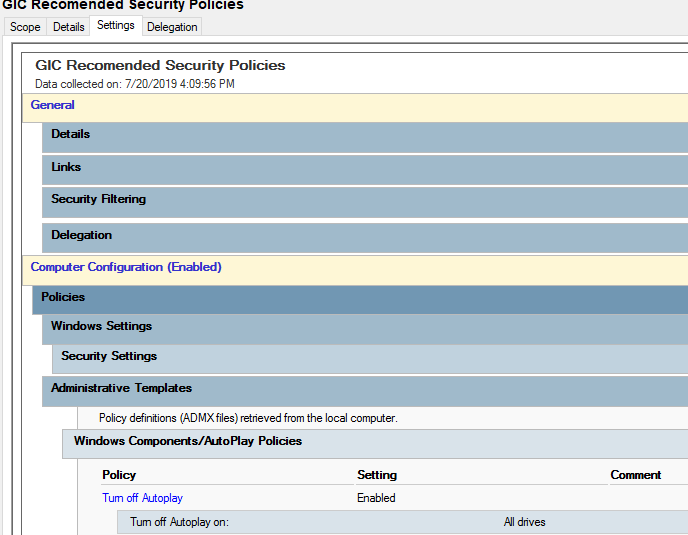 GIC Recomended Security Policies
Scope Details Settings Delegation
GIC Recomended Security Policies
Data collected on: 7/20/2019 4:09:56 PM
General
Details
Links
Security Filtering
Delegation
Computer Configuration (Enabled)
Policies
Windows Settings
Security Settings
Administrative Templates
Policy definitions (ADMX files) retrieved from the local computer.
Windows Components/AutoPlay Policies
Policy Setting Comment
Turn off Autoplay Enabled
Turn off Autoplay on: All drives